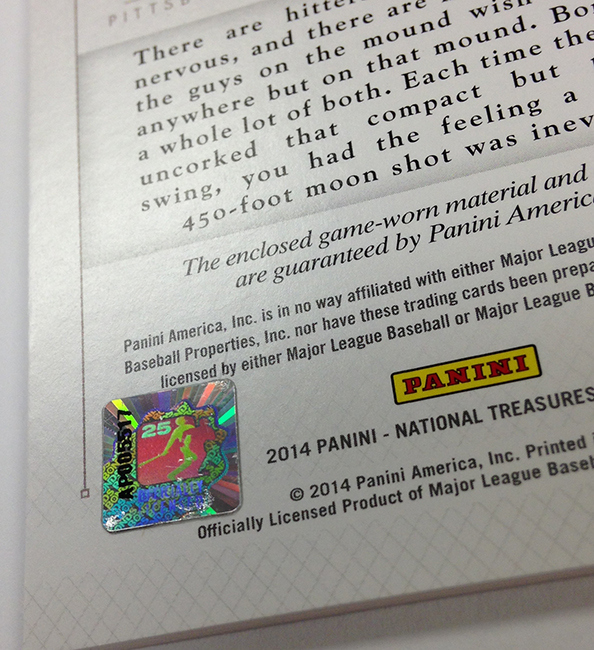 PITTSB
There are hitte
nervous, and there are
the guys on the mound wish
anywhere but on that mound. Bo
a whole lot of both. Each time the
uncorked that compact but
swing, you had the feeling a
450-foot moon shot was inev
The enclosed game-worn material and
are guaranteed by Panini Americ
Panini America, Inc. is in no way affiliated with either Major Leagu
Baseball Properties, Inc. nor have these trading cards been prepa
licensed by either Major League Baseball or Major League B
PANINI
25
2014 PANINI - NATIONAL TREASURES
© 2014 Panini America, Inc. Printed
Officially Licensed Product of Major League Baseb